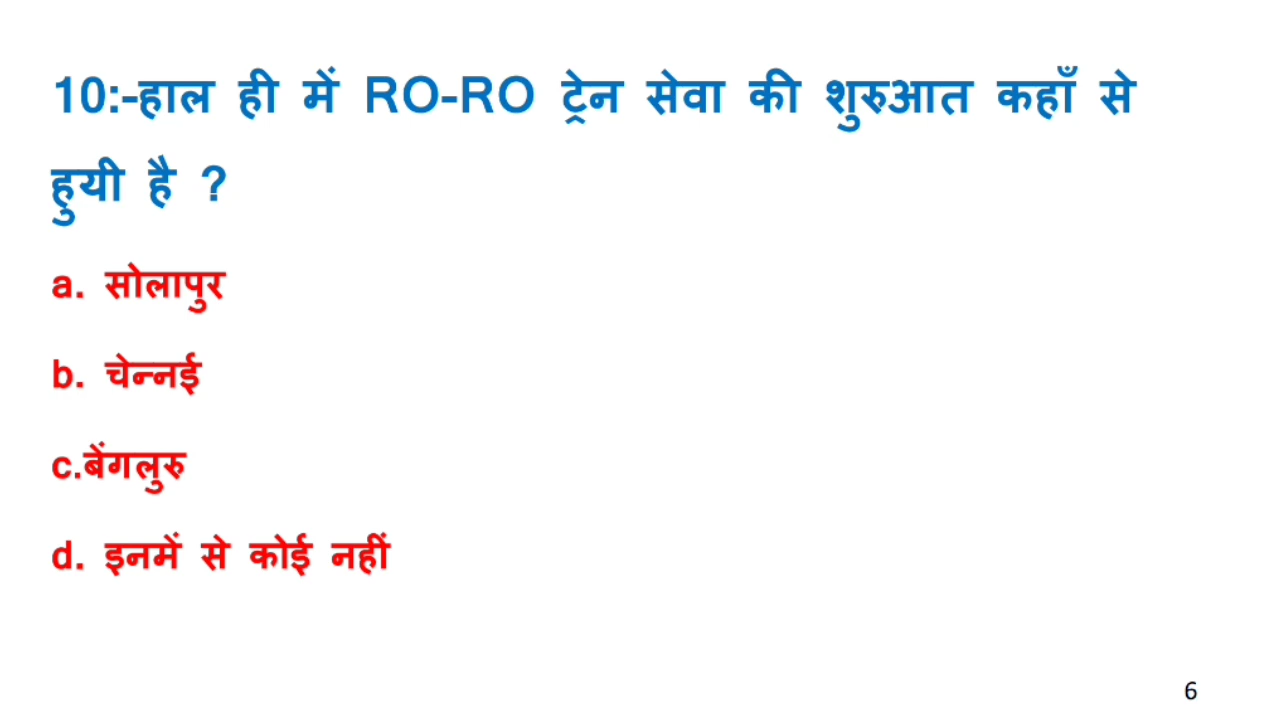 10:-हाल ही में RO-RO ट्रेन सेवा की शुरुआत कहाँ से
हुयी है ?
a. सोलापुर
b. चेन्नई
c.बेंगलुरु
d. इनमें से कोई नहीं
6